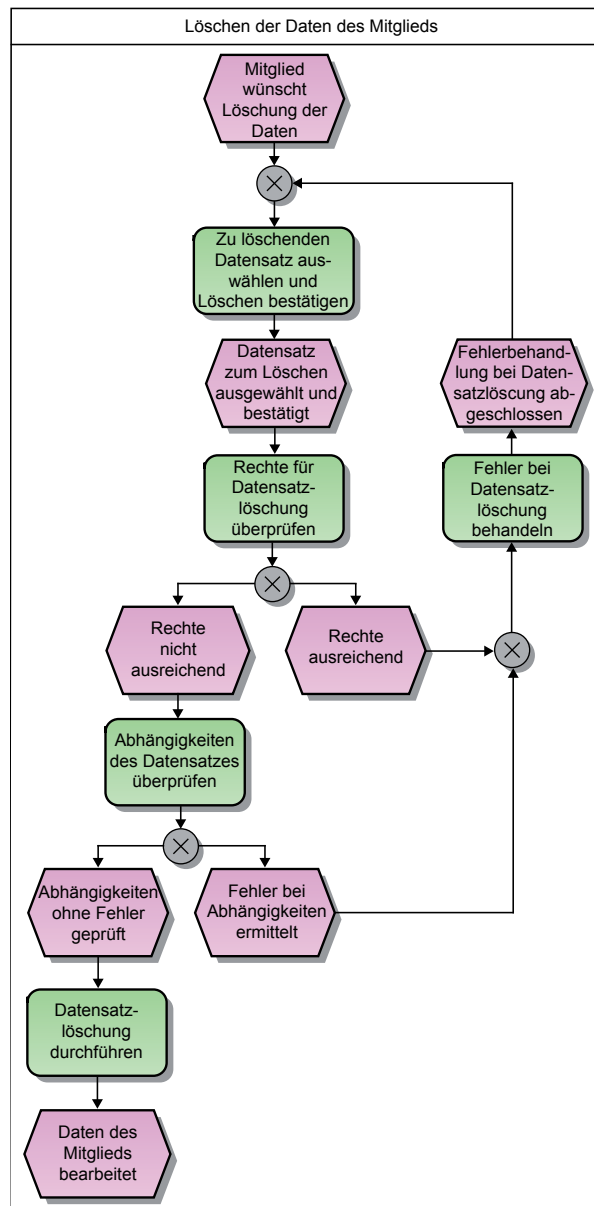 Löschen der Daten des Mitglieds
Mitglied
wünscht
Löschung der
Daten
Zu löschenden
Datensatz aus-
wählen und
Löschen bestätigen
Datensatz
zum Löschen
ausgewählt und
bestätigt
Fehlerbehand-
lung bei Daten-
satzlöscung ab-
geschlossen
Rechte für
Datensatz-
löschung
überprüfen
Fehler bei
Datensatz-
löschung
behandeln
Rechte
nicht
ausreichend
Rechte
ausreichend
Abhängigkeiten
des Datensatzes
überprüfen
Abhängigkeiten
ohne Fehler
geprüft
Fehler bei
Abhängigkeiten
ermittelt
Datensatz-
löschung
durchführen
Daten des
Mitglieds
bearbeitet